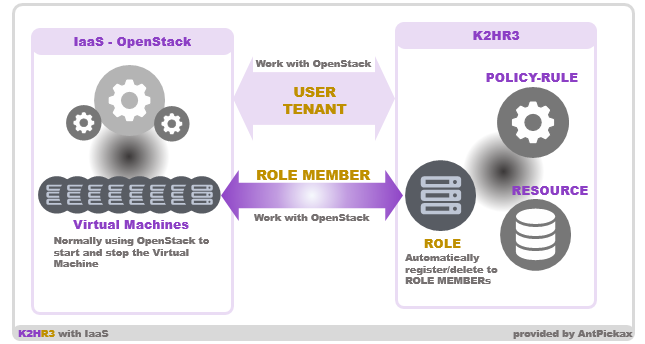 IaaS - OpenStack
Virtual Machines
Normally using OpenStack to
start and stop the Virtual
Machine
Work with OpenStack
USER
TENANT
ROLE MEMBER
Work with OpenStack
K2HR3
POLICY-RULE
RESOURCE
ROLE
Automatically
register/delete to
ROLE MEMBERs
K2HR3 with IaaS
provided by AntPickax